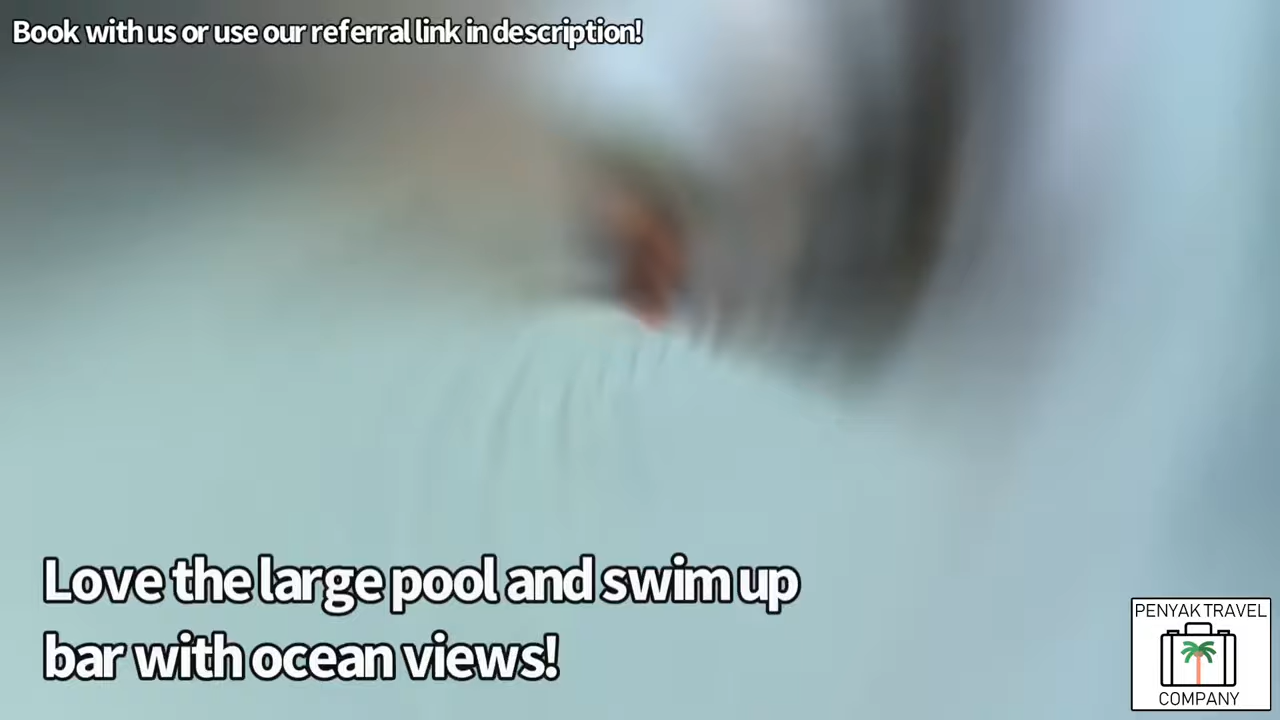 Book with us or use our referral link in description!
Love the large pool and swim up
bar with ocean views!
PENYAK TRAVEL
COMPANY